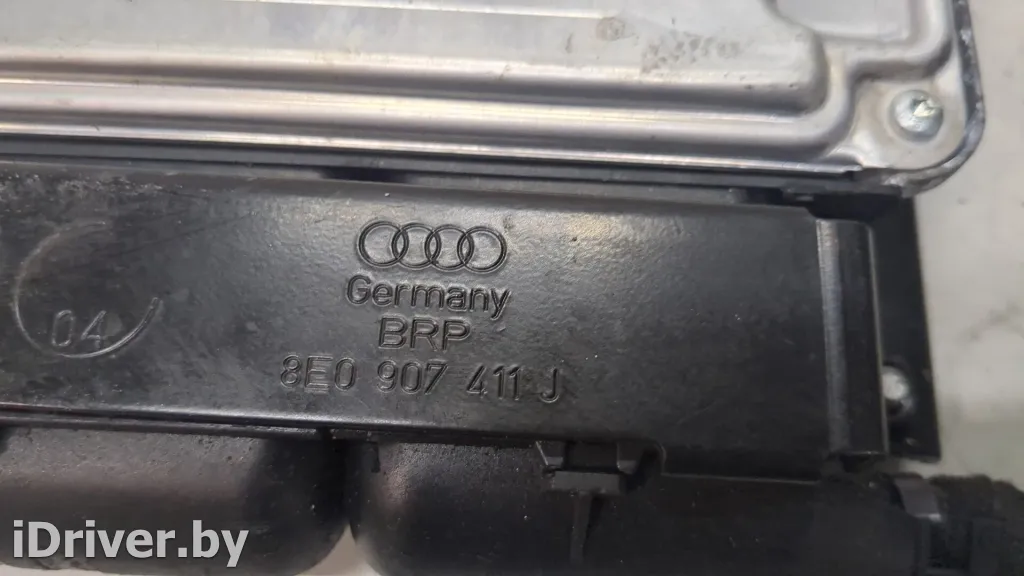 Germany
BRP
8E0 907 411 J
04
iDriver.by